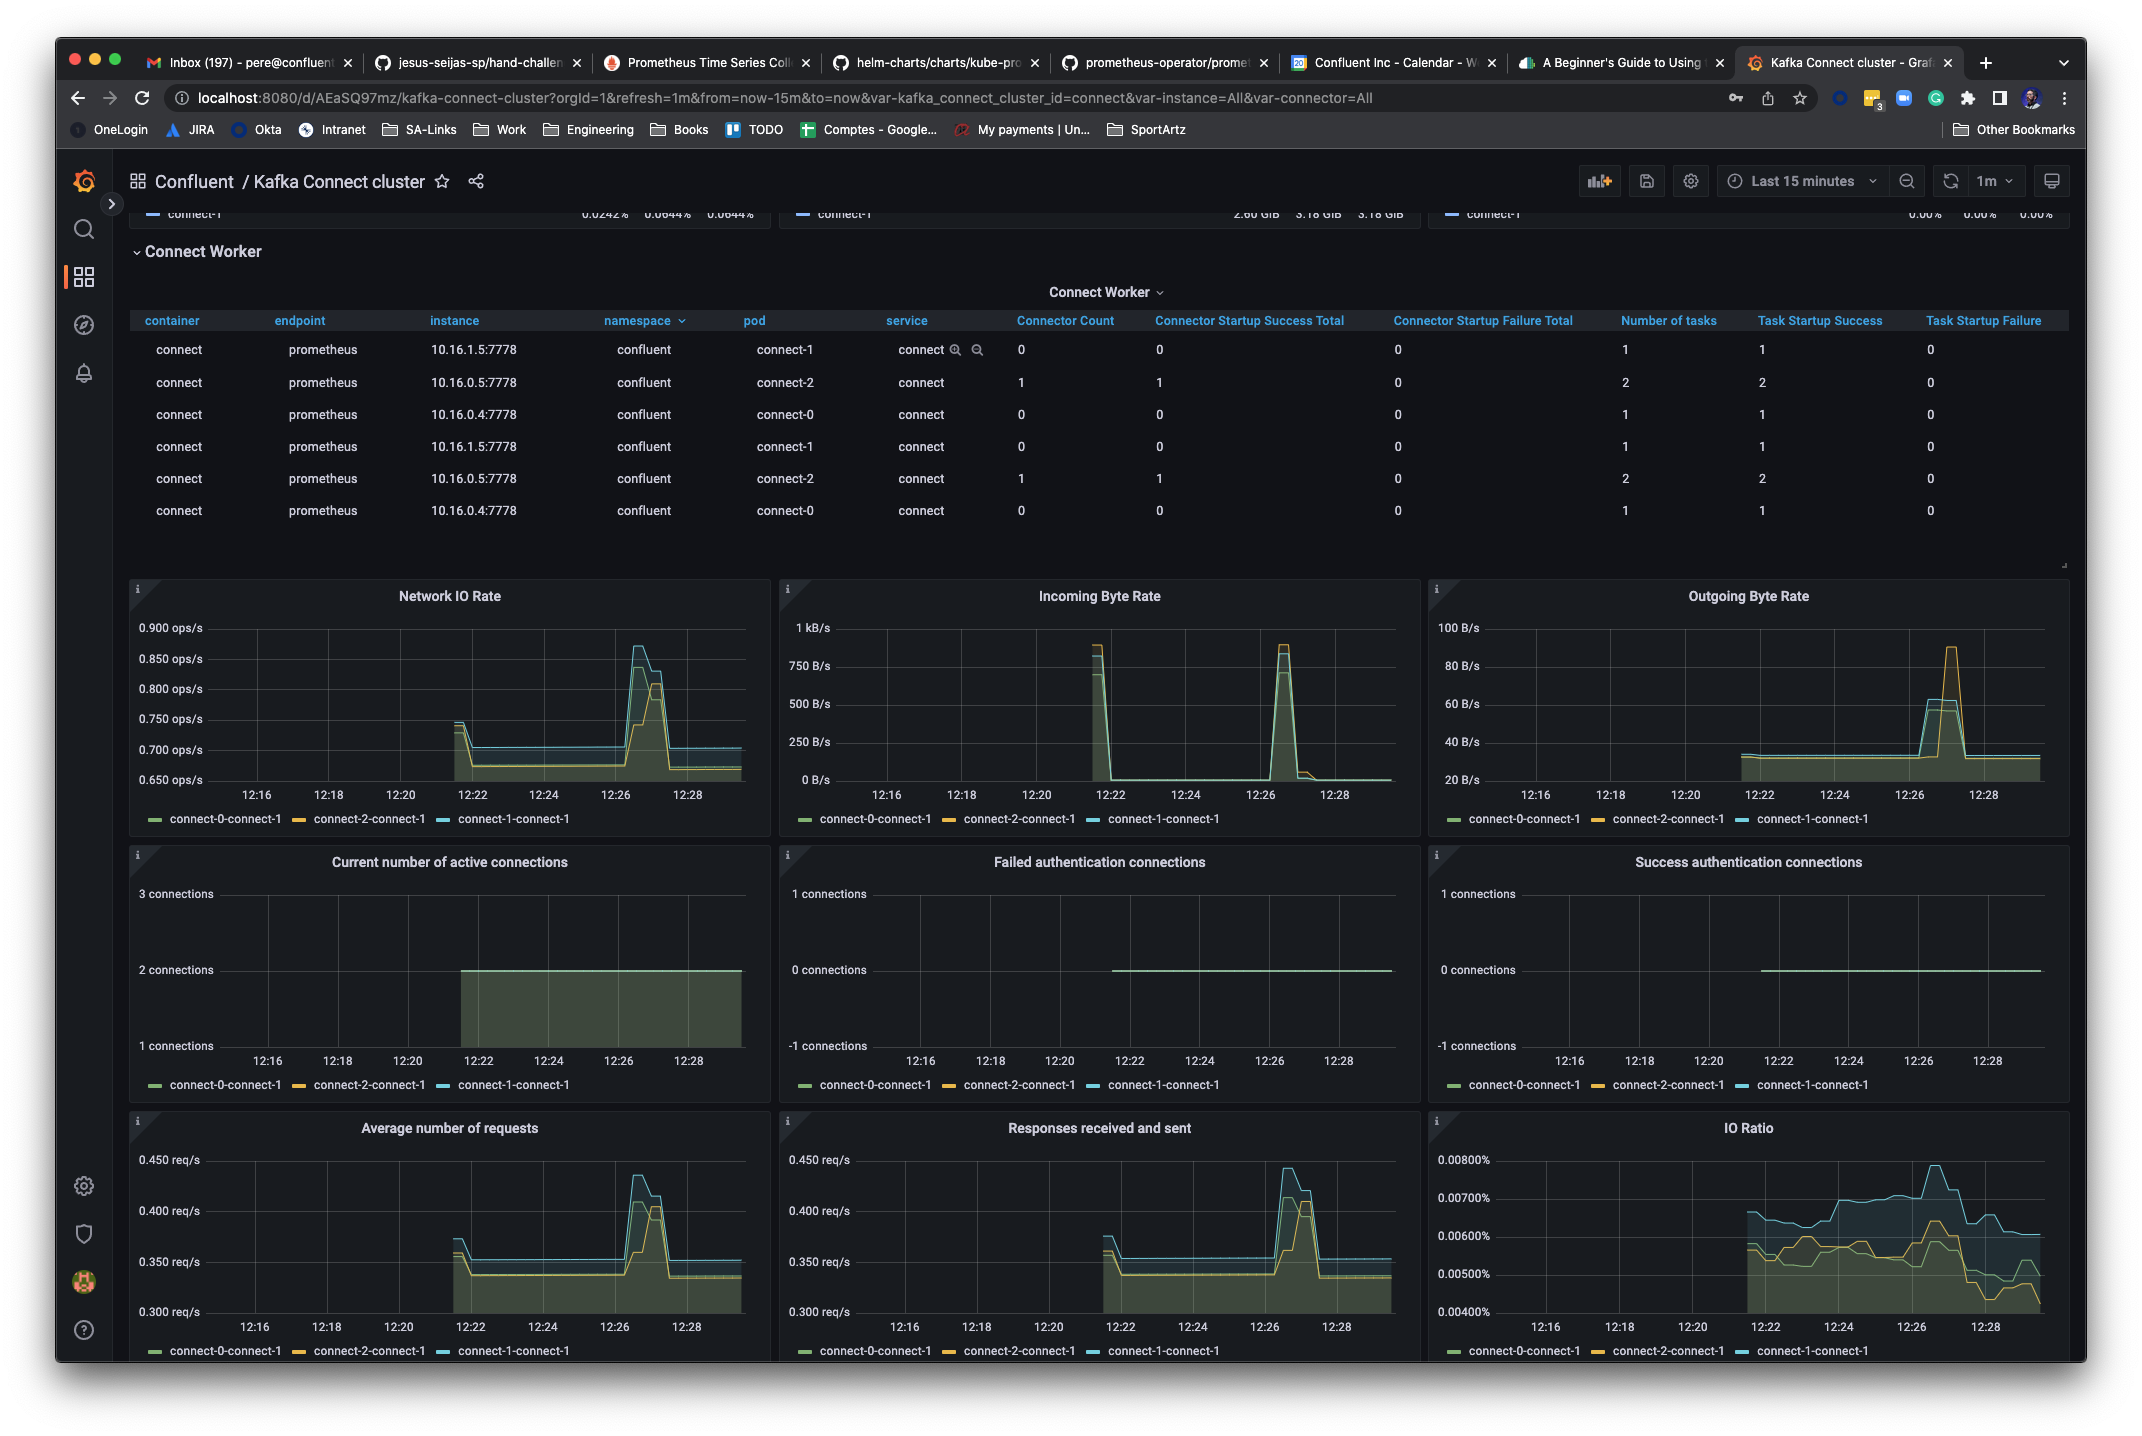 Inbox (197) - pere@confluent
jesus-seijas-sp/hand-challen
Prometheus Time Series Coll
helm-charts/charts/kube-pro
prometheus-operator/promet
Confluent Inc - Calendar - W
A Beginner's Guide to Using
Kafka Connect cluster - Graf
localhost:8080/d/AEaSQ97mz/kafka-connect-cluster?orgId=1&refresh=1m&from=now-15m&to=now&var-kafka_connect_cluster_id=connect&var-instance=All&var-connector=All
3
OneLogin JIRA Okta Intranet SA-Links Work Engineering Books TODO Comptes - Google... My payments | Un... SportArtz Other Bookmarks
Confluent / Kafka Connect cluster Last 15 minutes 1m
connect-1 0.0242% 0.0644% 0.0644% connect-1 2.60 GiB 3.18 GiB 3.18 GiB connect-1 0.00% 0.00% 0.00%
Connect Worker
Connect Worker
container endpoint instance namespace pod service Connector Count Connector Startup Success Total Connector Startup Failure Total Number of tasks Task Startup Success Task Startup Failure
connect prometheus 10.16.1.5:7778 confluent connect-1 connect 0 0 0 1 1 0
connect prometheus 10.16.0.5:7778 confluent connect-2 connect 1 1 0 2 2 0
connect prometheus 10.16.0.4:7778 confluent connect-0 connect 0 0 0 1 1 0
connect prometheus 10.16.1.5:7778 confluent connect-1 connect 0 0 0 1 1 0
connect prometheus 10.16.0.5:7778 confluent connect-2 connect 1 1 0 2 2 0
connect prometheus 10.16.0.4:7778 confluent connect-0 connect 0 0 0 1 1 0
Network IO Rate
0.900 ops/s
0.850 ops/s
0.800 ops/s
0.750 ops/s
0.700 ops/s
0.650 ops/s
12:16 12:18 12:20 12:22 12:24 12:26 12:28
connect-0-connect-1 connect-2-connect-1 connect-1-connect-1
Incoming Byte Rate
1 kB/s
750 B/s
500 B/s
250 B/s
0 B/s
12:16 12:18 12:20 12:22 12:24 12:26 12:28
connect-0-connect-1 connect-2-connect-1 connect-1-connect-1
Outgoing Byte Rate
100 B/s
80 B/s
60 B/s
40 B/s
20 B/s
12:16 12:18 12:20 12:22 12:24 12:26 12:28
connect-0-connect-1 connect-2-connect-1 connect-1-connect-1
Current number of active connections
3 connections
2 connections
1 connections
12:16 12:18 12:20 12:22 12:24 12:26 12:28
connect-0-connect-1 connect-2-connect-1 connect-1-connect-1
Failed authentication connections
1 connections
0 connections
-1 connections
12:16 12:18 12:20 12:22 12:24 12:26 12:28
connect-0-connect-1 connect-2-connect-1 connect-1-connect-1
Success authentication connections
1 connections
0 connections
-1 connections
12:16 12:18 12:20 12:22 12:24 12:26 12:28
connect-0-connect-1 connect-2-connect-1 connect-1-connect-1
Average number of requests
0.450 req/s
0.400 req/s
0.350 req/s
0.300 req/s
12:16 12:18 12:20 12:22 12:24 12:26 12:28
connect-0-connect-1 connect-2-connect-1 connect-1-connect-1
Responses received and sent
0.450 req/s
0.400 req/s
0.350 req/s
0.300 req/s
12:16 12:18 12:20 12:22 12:24 12:26 12:28
connect-0-connect-1 connect-2-connect-1 connect-1-connect-1
IO Ratio
0.00800%
0.00700%
0.00600%
0.00500%
0.00400%
12:16 12:18 12:20 12:22 12:24 12:26 12:28
connect-0-connect-1 connect-2-connect-1 connect-1-connect-1